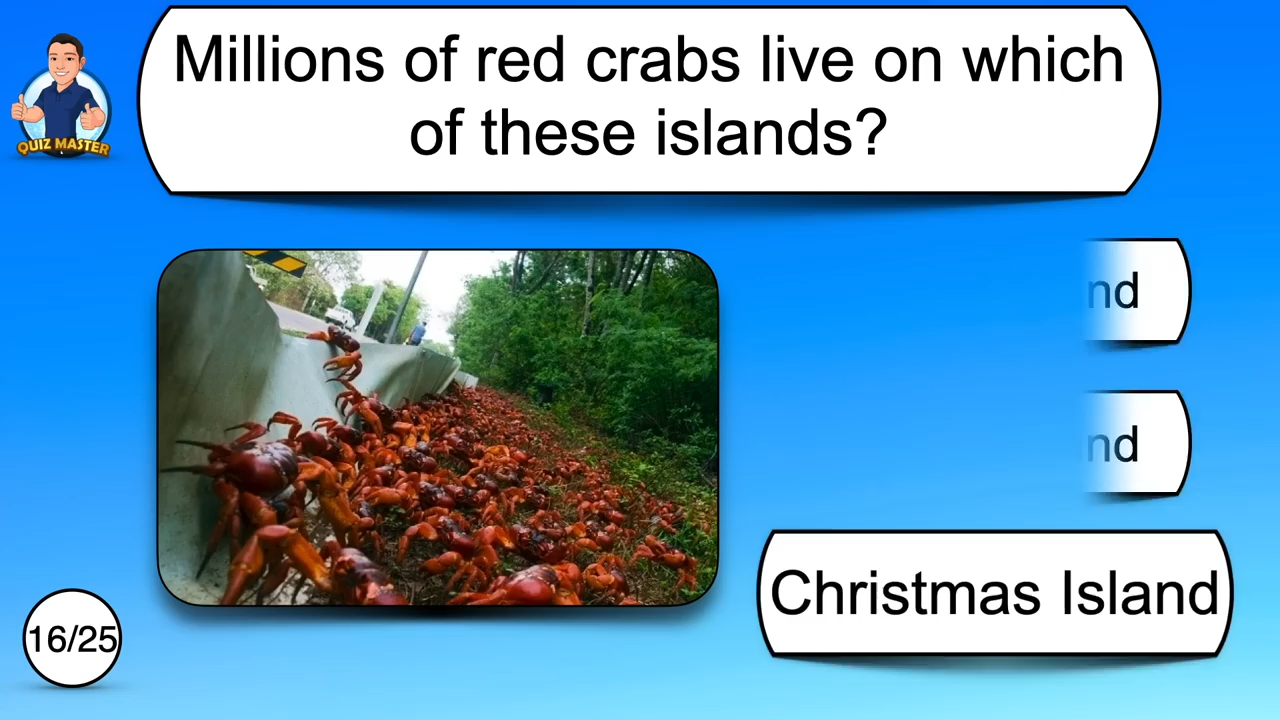 Millions of red crabs live on which
of these islands?
QUIZ MASTER
nd
nd
Christmas Island
16/25